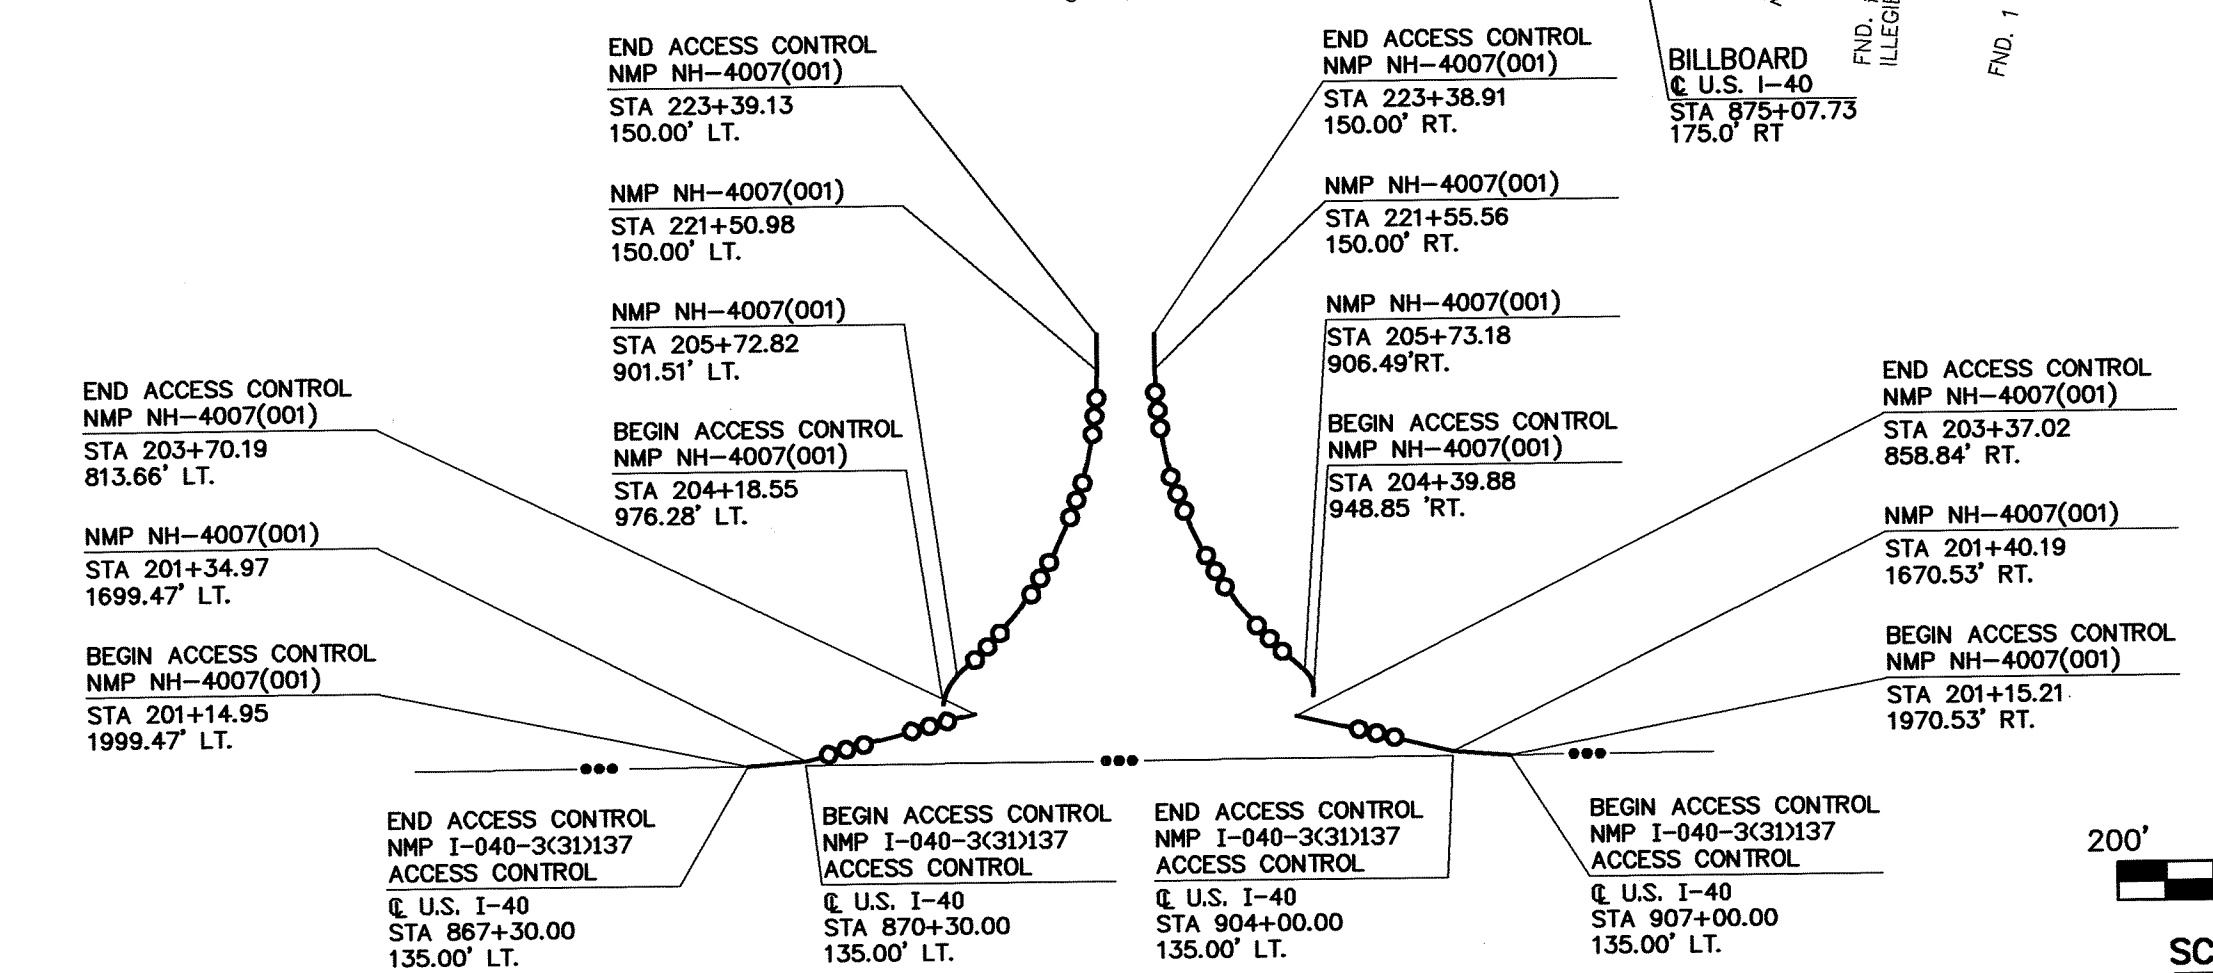 END ACCESS CONTROL
NMP NH-4007(001)
STA 223+39.13
150.00' LT.
NMP NH-4007(001)
STA 221+50.98
150.00' LT.
NMP NH-4007(001)
STA 205+72.82
901.51' LT.
BEGIN ACCESS CONTROL
NMP NH-4007(001)
STA 204+18.55
976.28' LT.
END ACCESS CONTROL
NMP NH-4007(001)
STA 223+38.91
150.00' RT.
NMP NH-4007(001)
STA 221+55.56
150.00' RT.
NMP NH-4007(001)
STA 205+73.18
906.49'RT.
BEGIN ACCESS CONTROL
NMP NH-4007(001)
STA 204+39.88
948.85 'RT.
BILLBOARD
℄ U.S. I-40
STA 875+07.73
175.0' RT
FND.
FND. 1
END ACCESS CONTROL
NMP NH-4007(001)
STA 203+70.19
813.66' LT.
NMP NH-4007(001)
STA 201+34.97
1699.47' LT.
BEGIN ACCESS CONTROL
NMP NH-4007(001)
STA 201+14.95
1999.47' LT.
END ACCESS CONTROL
NMP NH-4007(001)
STA 203+37.02
858.84' RT.
NMP NH-4007(001)
STA 201+40.19
1670.53' RT.
BEGIN ACCESS CONTROL
NMP NH-4007(001)
STA 201+15.21
1970.53' RT.
END ACCESS CONTROL
NMP I-040-3(31)137
ACCESS CONTROL
℄ U.S. I-40
STA 867+30.00
135.00' LT.
BEGIN ACCESS CONTROL
NMP I-040-3(31)137
ACCESS CONTROL
℄ U.S. I-40
STA 870+30.00
135.00' LT.
END ACCESS CONTROL
NMP I-040-3(31)137
ACCESS CONTROL
℄ U.S. I-40
STA 904+00.00
135.00' LT.
BEGIN ACCESS CONTROL
NMP I-040-3(31)137
ACCESS CONTROL
℄ U.S. I-40
STA 907+00.00
135.00' LT.
200'
SC